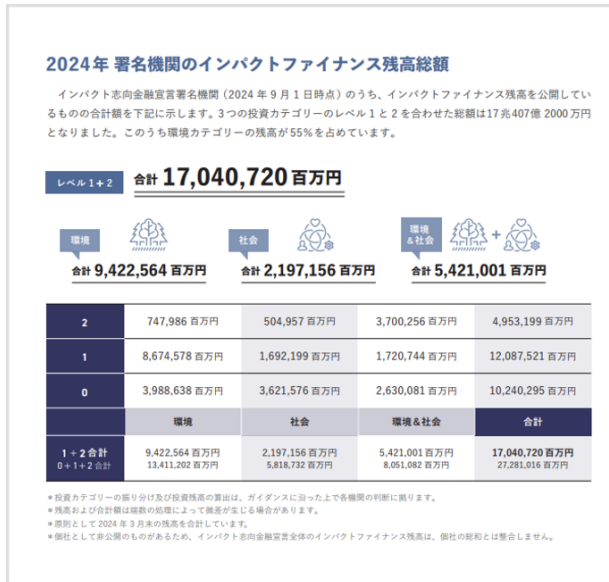 2024年 署名機関のインパクトファイナンス残高総額
インパクト志向金融宣言署名機関（2024 年 9 月 1 日時点）のうち、インパクトファイナンス残高を公開してい
るものの合計額を下記に示します。3つの投資カテゴリーのレベル 1 と 2 を合わせた総額は17兆407億 2000 万円
となりました。このうち環境カテゴリーの残高が 55%を占めています。
レベル 1 + 2 合計 17,040,720 百万円
環境 社会 環境&社会 +
合計 9,422,564 百万円 合計 2,197,156 百万円 合計 5,421,001 百万円
2 747,986 百万円 504,957 百万円 3,700,256 百万円 4,953,199 百万円
1 8,674,578 百万円 1,692,199 百万円 1,720,744 百万円 12,087,521 百万円
0 3,988,638 百万円 3,621,576 百万円 2,630,081 百万円 10,240,295 百万円
環境 社会 環境&社会 合計
1 + 2 合計 9,422,564 百万円 2,197,156 百万円 5,421,001 百万円 17,040,720 百万円
0 + 1 + 2 合計 13,411,202 百万円 5,818,732 百万円 8,051,082 百万円 27,281,016 百万円
＊投資カテゴリーの振り分け及び投資残高の算出は、ガイダンスに沿った上で各機関の判断に拠ります。
＊残高および合計額は端数の処理によって微差が生じる場合があります。
＊原則として 2024 年 3 月末の残高を合計しています。
＊個社として非公開のものがあるため、インパクト志向金融宣言全体のインパクトファイナンス残高は、個社の総和とは整合しません。